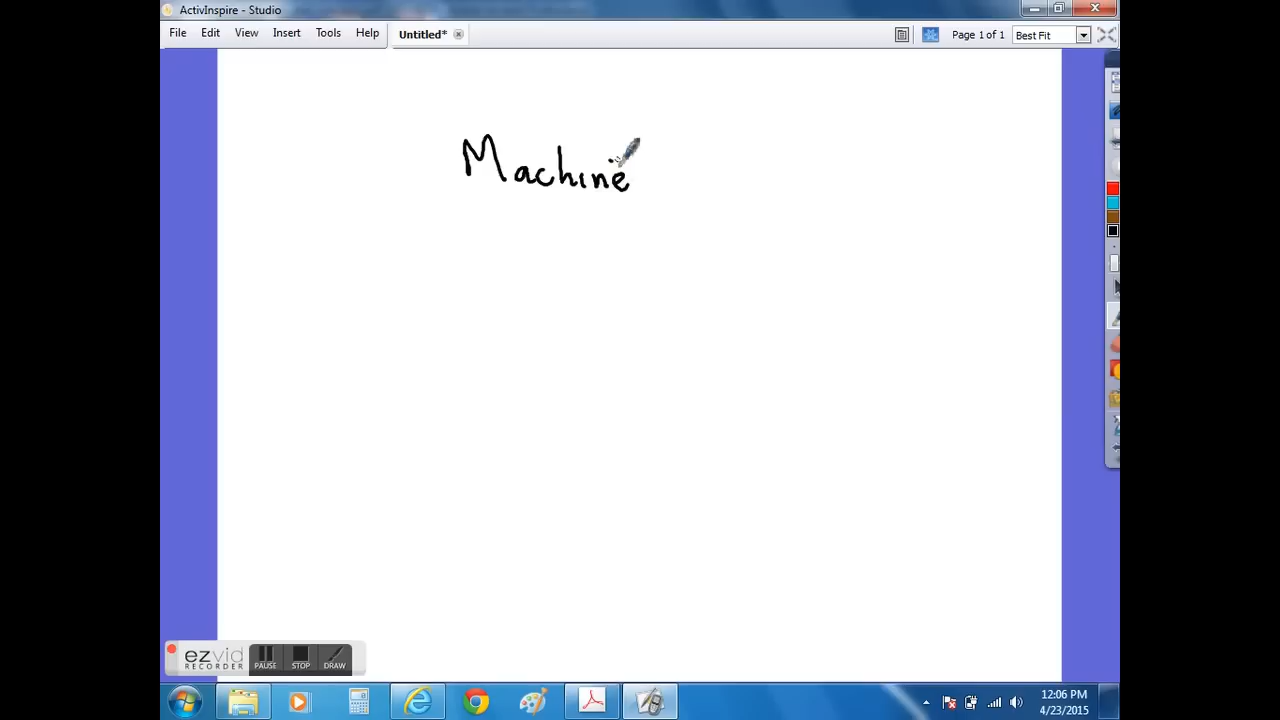 ActivInspire - Studio
File Edit View Insert Tools Help Untitled* Page 1 of 1 Best Fit
Machine
ezvid RECORDER PAUSE STOP DRAW
12:06 PM
4/23/2015